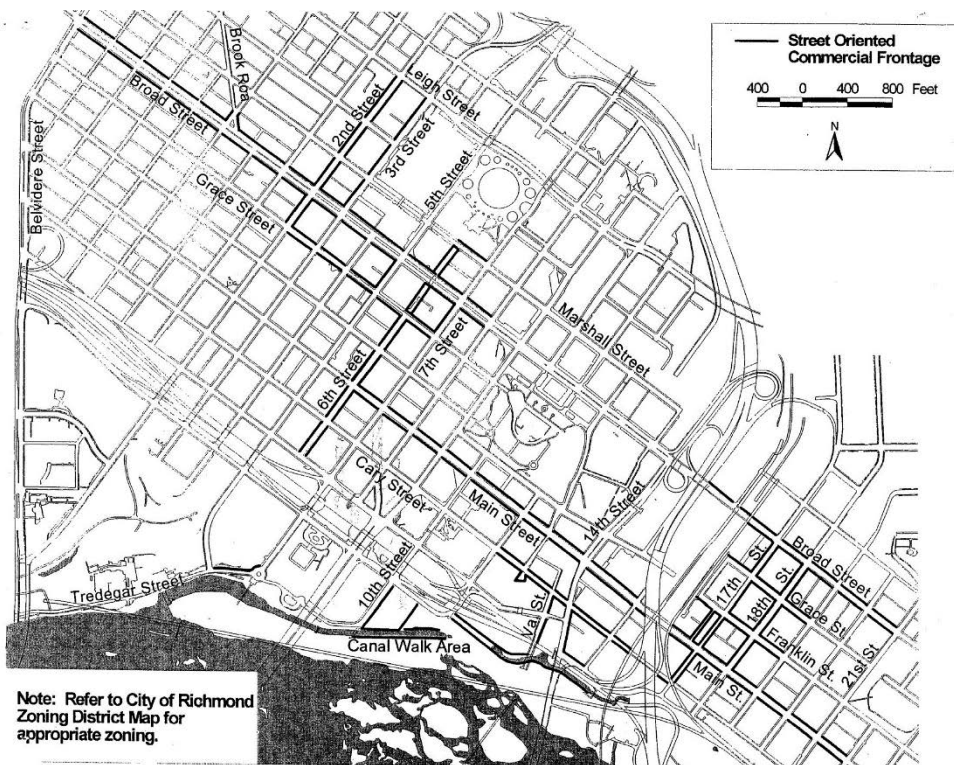 Street Oriented
Commercial Frontage
400 0 400 800 Feet
N
Brook Roa
Broad Street
2nd Street
Leigh Street
3rd Street
5th Street
Belvidere Street
Grace Street
Marshall Street
7th Street
6th Street
Cary Street
Main Street
14th Street
10th Street
Tredegar Street
Canal Walk Area
Va St.
Broad Street
17th St.
18th St.
Grace St.
Franklin St.
21st St.
Main St.
Note: Refer to City of Richmond
Zoning District Map for
appropriate zoning.